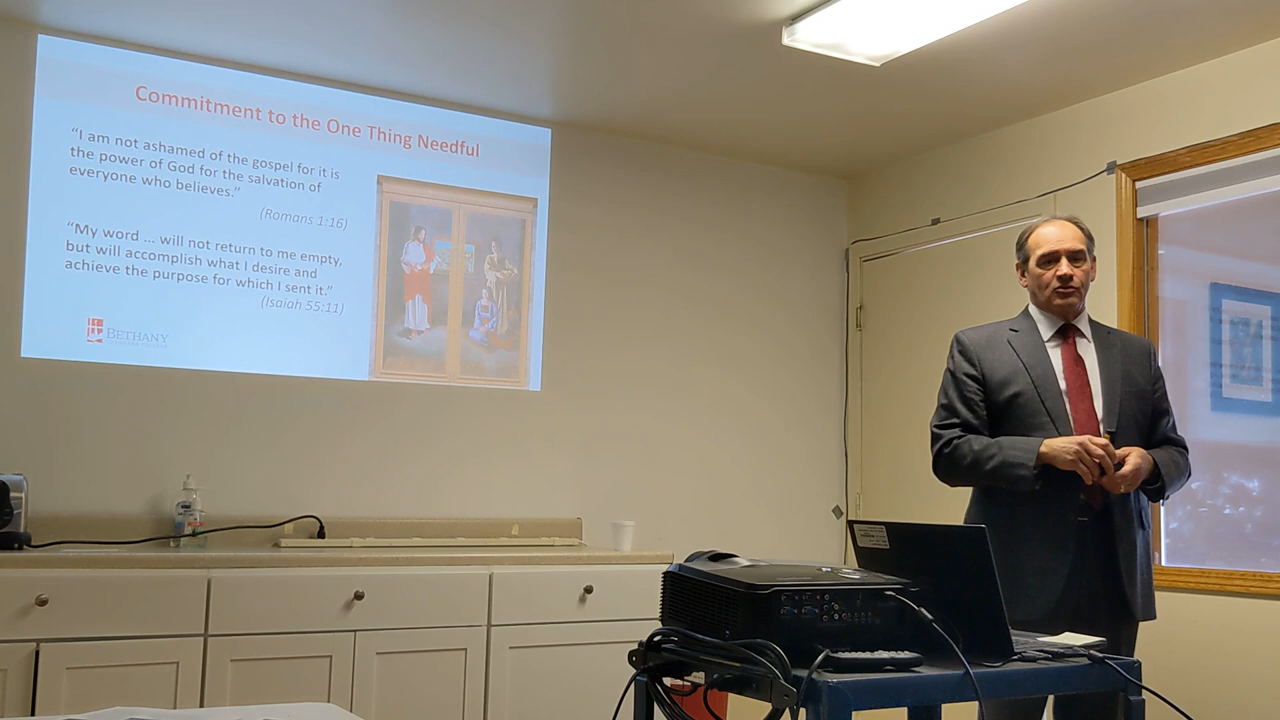 Commitment to the One Thing Needful
“I am not ashamed of the gospel for it is
the power of God for the salvation of
everyone who believes.”
(Romans 1:16)
“My word ... will not return to me empty,
but will accomplish what I desire and
achieve the purpose for which I sent it.”
(Isaiah 55:11)
BETHANY